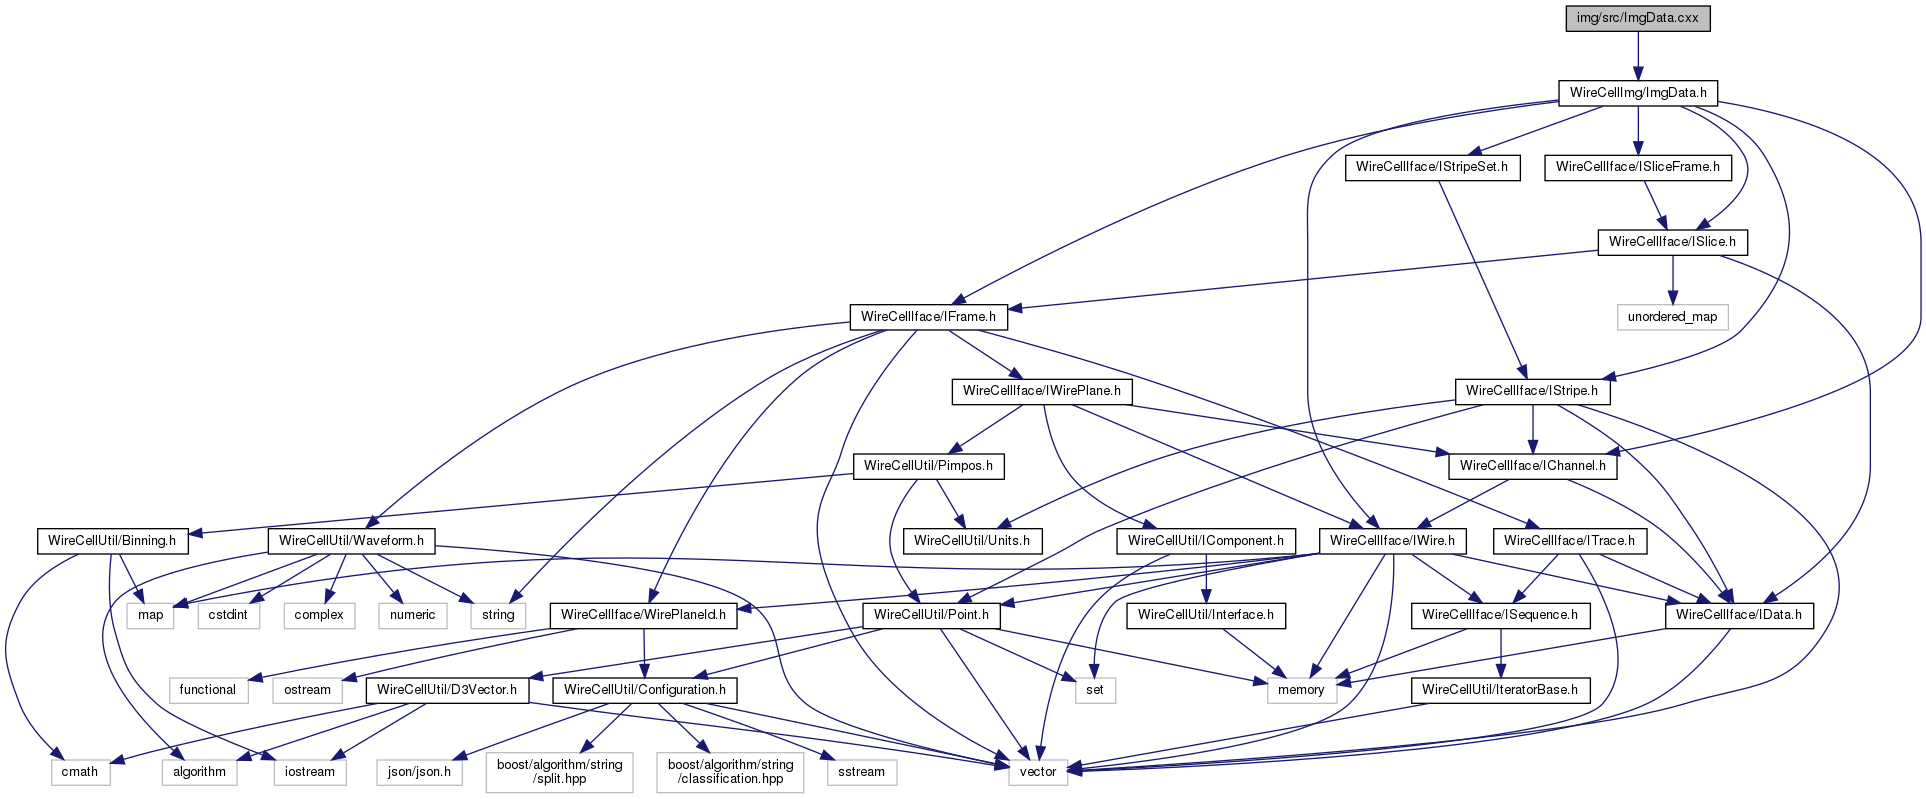 img/src/ImgData.cxx
WireCellImg/ImgData.h
WireCellIface/IStripeSet.h
WireCellIface/ISliceFrame.h
WireCellIface/ISlice.h
WireCellIface/IFrame.h
unordered_map
WireCellIface/IWirePlane.h
WireCellIface/IStripe.h
WireCellUtil/Pimpos.h
WireCellIface/IChannel.h
WireCellUtil/Binning.h
WireCellUtil/Waveform.h
WireCellUtil/Units.h
WireCellUtil/IComponent.h
WireCellIface/IWire.h
WireCellIface/ITrace.h
map
cstdint
complex
numeric
string
WireCellIface/WirePlaneId.h
WireCellUtil/Point.h
WireCellUtil/Interface.h
WireCellIface/ISequence.h
WireCellIface/IData.h
functional
ostream
WireCellUtil/D3Vector.h
WireCellUtil/Configuration.h
set
memory
WireCellUtil/IteratorBase.h
cmath
algorithm
iostream
json/json.h
boost/algorithm/string
/split.hpp
boost/algorithm/string
/classification.hpp
sstream
vector